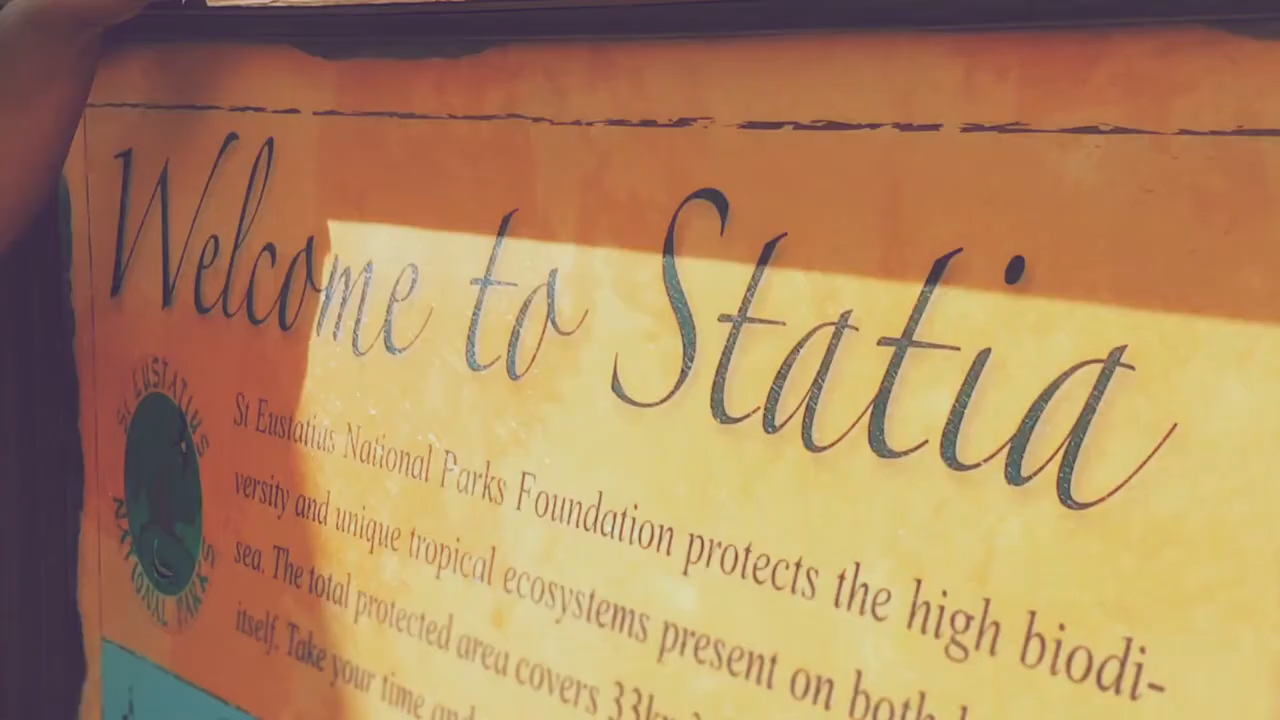 Welcome to Statia
ST EUSTATIUS
NATIONAL PARKS
St Eustatius National Parks Foundation protects the high biodi-
versity and unique tropical ecosystems present on both
sea. The total protected area covers
itself. Take your time and